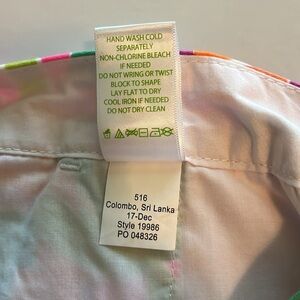 HAND WASH COLD
SEPARATELY
NON-CHLORINE BLEACH
IF NEEDED
DO NOT WRING OR TWIST
BLOCK TO SHAPE
LAY FLAT TO DRY
COOL IRON IF NEEDED
DO NOT DRY CLEAN
516
Colombo, Sri Lanka
17-Dec
Style 19986
PO 048326